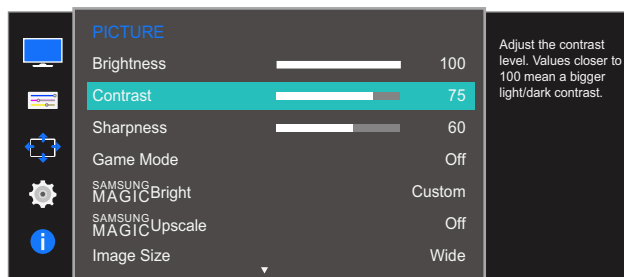 PICTURE
Brightness 100
Contrast 75
Sharpness 60
Game Mode Off
SAMSUNG
MAGICBright Custom
SAMSUNG
MAGICUpscale Off
Image Size Wide
Adjust the contrast
level. Values closer to
100 mean a bigger
light/dark contrast.
i